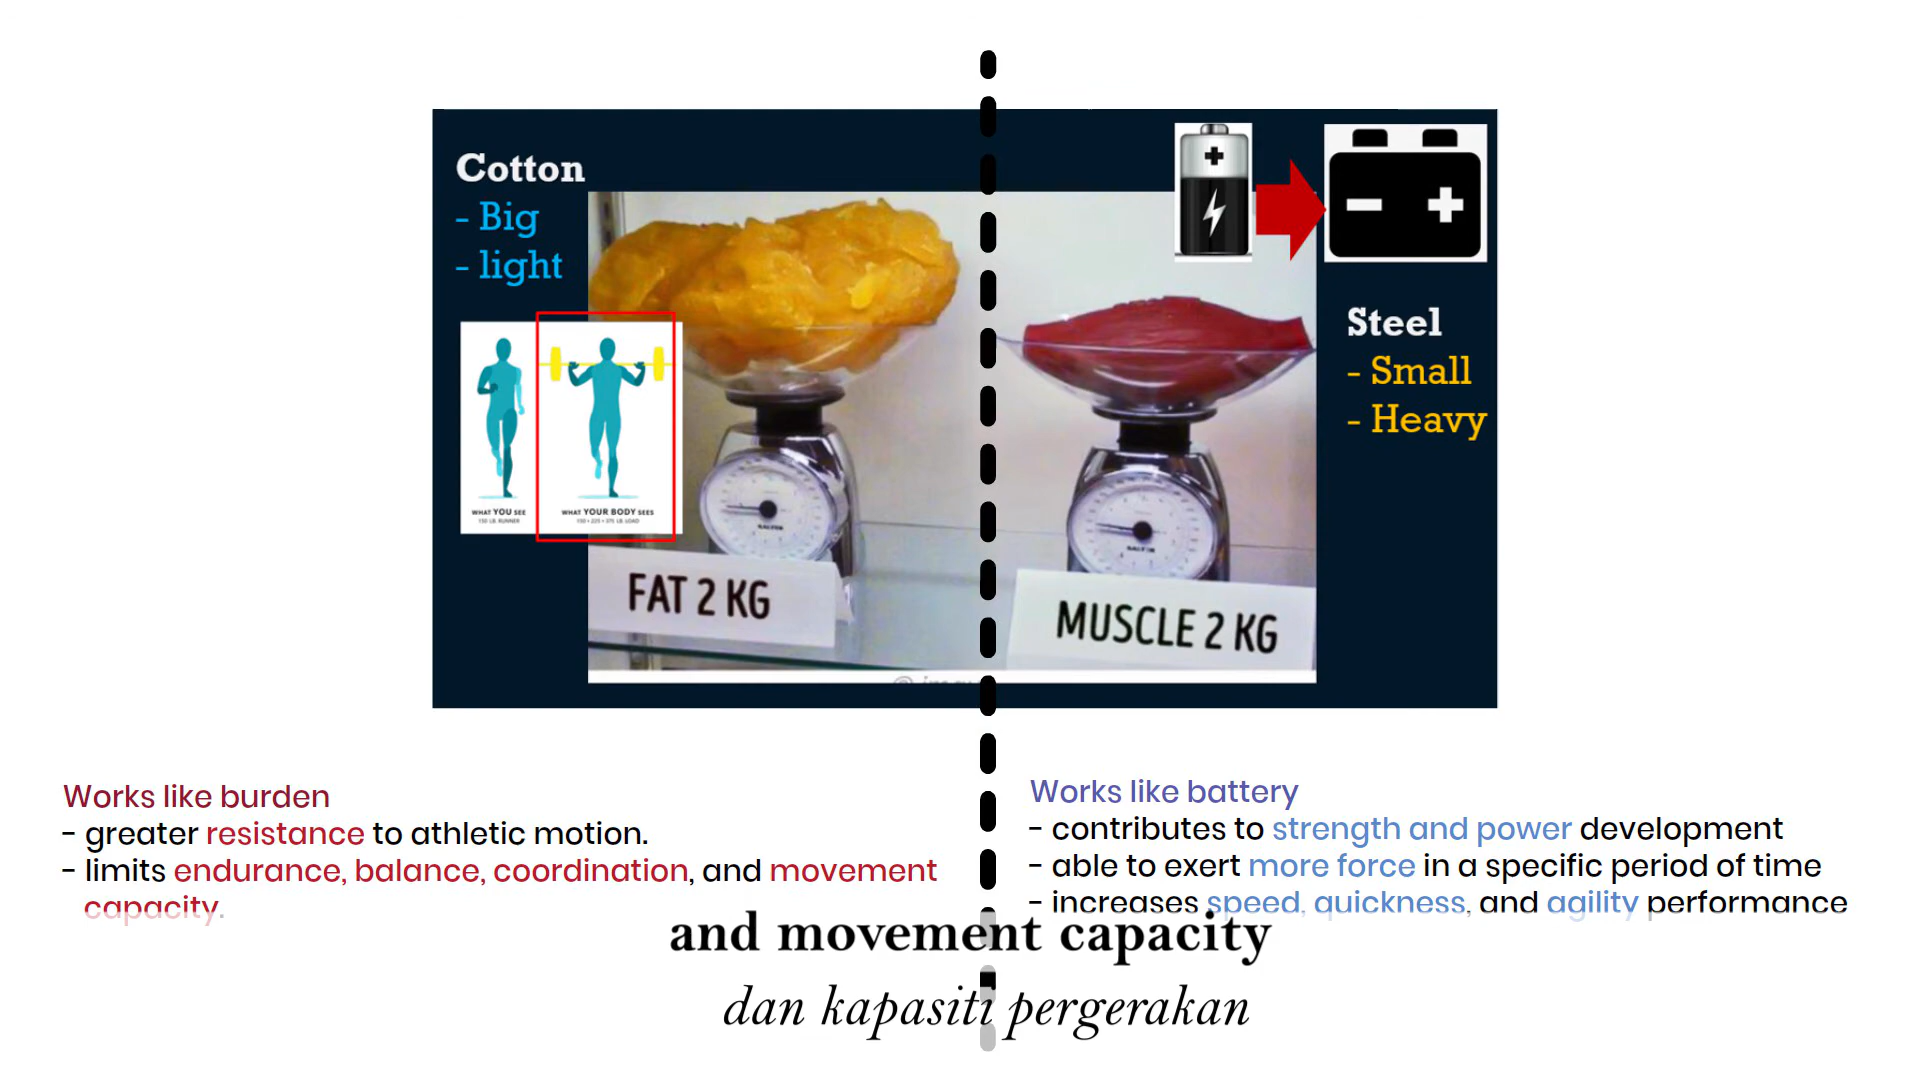 Cotton
- Big
- light
WHAT YOU SEE
150 LB. RUNNER
WHAT YOUR BODY SEES
FAT 2 KG
MUSCLE 2 KG
Steel
- Small
- Heavy
Works like burden
- greater resistance to athletic motion.
- limits endurance, balance, coordination, and movement
capacity.
Works like battery
- contributes to strength and power development
- able to exert more force in a specific period of time
- increases speed, quickness, and agility performance
and movement capacity
dan kapasiti pergerakan